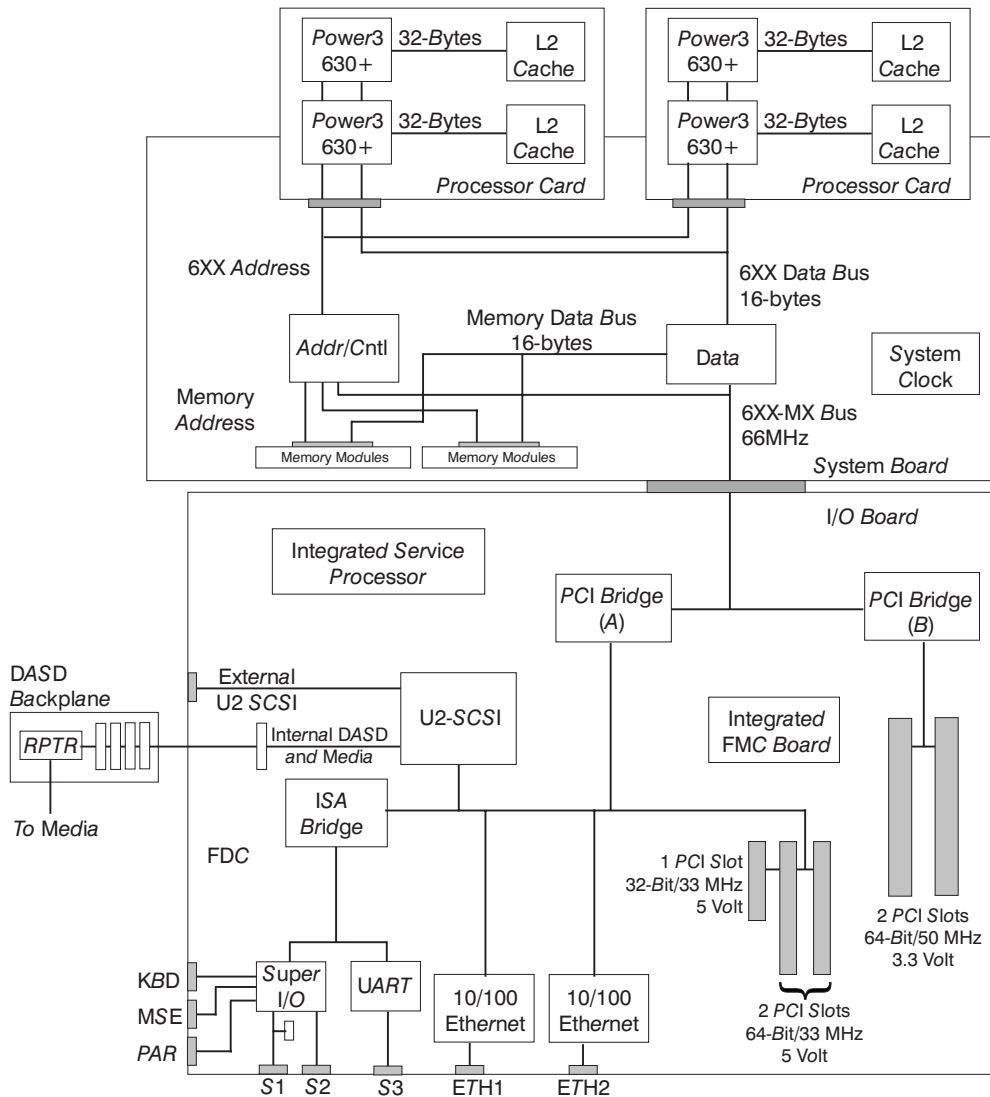 Power3
630+
32-Bytes
L2
Cache
Power3
630+
32-Bytes
L2
Cache
Power3
630+
32-Bytes
L2
Cache
Power3
630+
32-Bytes
L2
Cache
Processor Card
Processor Card
6XX Address
6XX Data Bus
16-bytes
Addr/Cntl
Memory Data Bus
16-bytes
Data
System
Clock
Memory
Address
6XX-MX Bus
66MHz
Memory Modules
Memory Modules
System Board
I/O Board
Integrated Service
Processor
PCI Bridge
(A)
PCI Bridge
(B)
DASD
Backplane
External
U2 SCSI
U2-SCSI
Integrated
FMC Board
RPTR
Internal DASD
and Media
To Media
ISA
Bridge
FDC
1 PCI Slot
32-Bit/33 MHz
5 Volt
2 PCI Slots
64-Bit/50 MHz
3.3 Volt
KBD
MSE
PAR
Super
I/O
UART
10/100
Ethernet
10/100
Ethernet
2 PCI Slots
64-Bit/33 MHz
5 Volt
S1
S2
S3
ETH1
ETH2